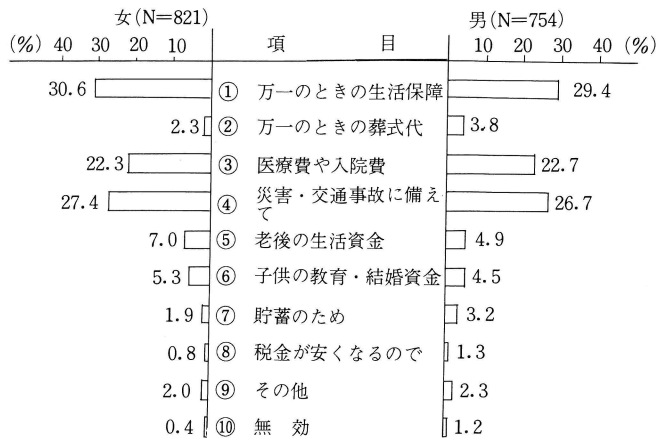 女(N=821) 男(N=754)
(%) 40 30 20 10 項 目 10 20 30 40 (%)
30.6 ① 万一のときの生活保障 29.4
2.3 ② 万一のときの葬式代 3.8
22.3 ③ 医療費や入院費 22.7
27.4 ④ 災害・交通事故に備え
て 26.7
7.0 ⑤ 老後の生活資金 4.9
5.3 ⑥ 子供の教育・結婚資金 4.5
1.9 ⑦ 貯蓄のため 3.2
0.8 ⑧ 税金が安くなるので 1.3
2.0 ⑨ その他 2.3
0.4 ⑩ 無 効 1.2